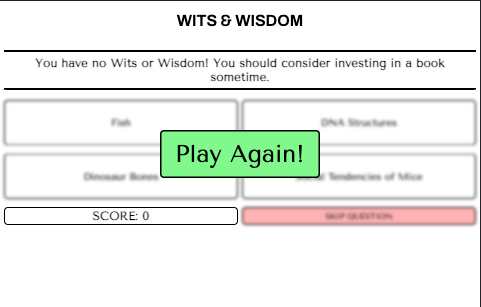 WITS & WISDOM
You have no Wits or Wisdom! You should consider investing in a book
sometime.
Fish
DNA Structures
Play Again!
Dinosaur Bones
Tendencies of Mice
SCORE: 0
SKIP QUESTION